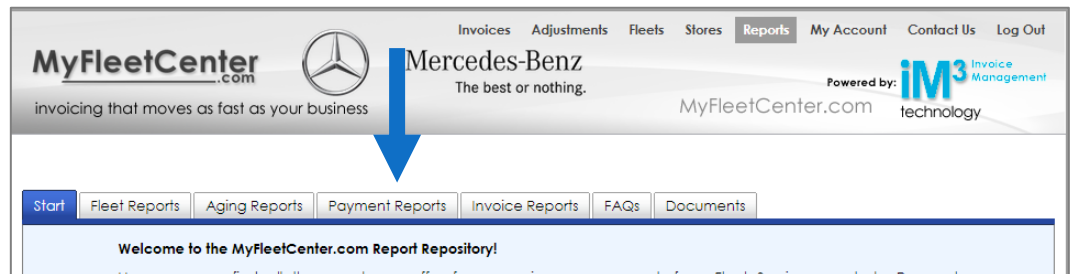 Invoices Adjustments Fleets Stores Reports My Account Contact Us Log Out
MyFleetCenter
.com
invoicing that moves as fast as your business
Mercedes-Benz
The best or nothing.
Powered by:
iM3 Invoice
Management
technology
MyFleetCenter.com
Start Fleet Reports Aging Reports Payment Reports Invoice Reports FAQs Documents
Welcome to the MyFleetCenter.com Report Repository!